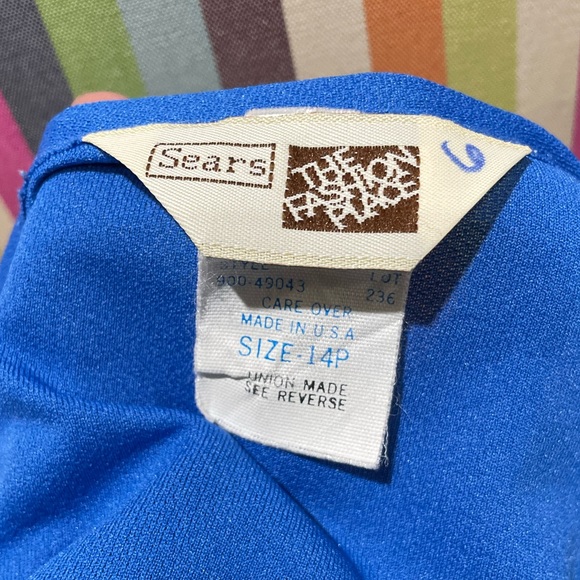 Sears
THE
FASHION
PLACE
6
STYLE LOT
900-49043 236
CARE OVER
MADE IN U.S.A
SIZE-14P
UNION MADE
SEE REVERSE